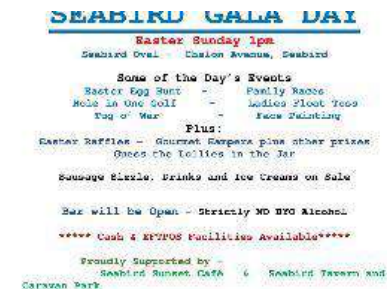 SEABIRD GALA DAY
Easter Sunday 1pm
Seabird Oval - Chalon Avenue, Seabird
Some of the Day's Events
Easter Egg Hunt - Family Races
Hole in One Golf - Ladies Float Toss
Tug o' War - Face Painting
Plus:
Easter Raffles - Gourmet Hampers plus other prizes
Guess the Lollies in the Jar
Sausage Sizzle, Drinks and Ice Creams on Sale
Bar will be Open - Strictly NO BYO Alcohol
***** Cash & EFTPOS Facilities Available*****
Proudly Supported by -
Seabird Sunset Café & Seabird Tavern and
Caravan Park